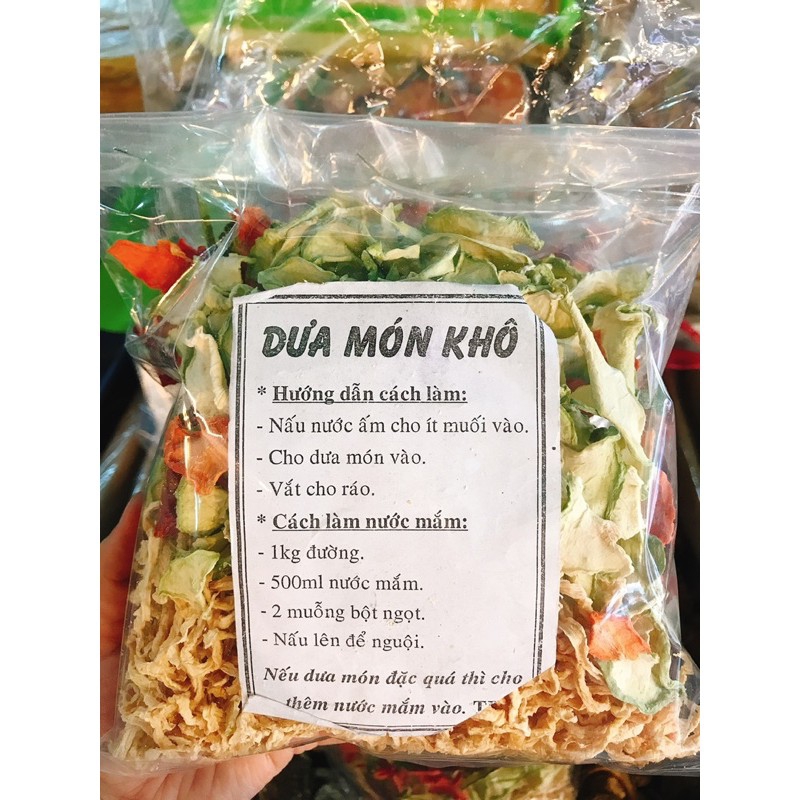 DƯA MÓN KHÔ
* Hướng dẫn cách làm:
- Nấu nước ấm cho ít muối vào.
- Cho dưa món vào.
- Vắt cho ráo.
* Cách làm nước mắm:
- 1kg đường.
- 500ml nước mắm.
- 2 muỗng bột ngọt.
- Nấu lên để nguội.
Nếu dưa món đặc quá thì cho
thêm nước mắm vào.